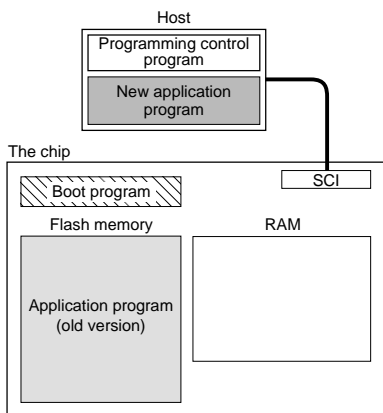 Host
Programming control
program
New application
program
The chip
SCI
Boot program
Flash memory
RAM
Application program
(old version)